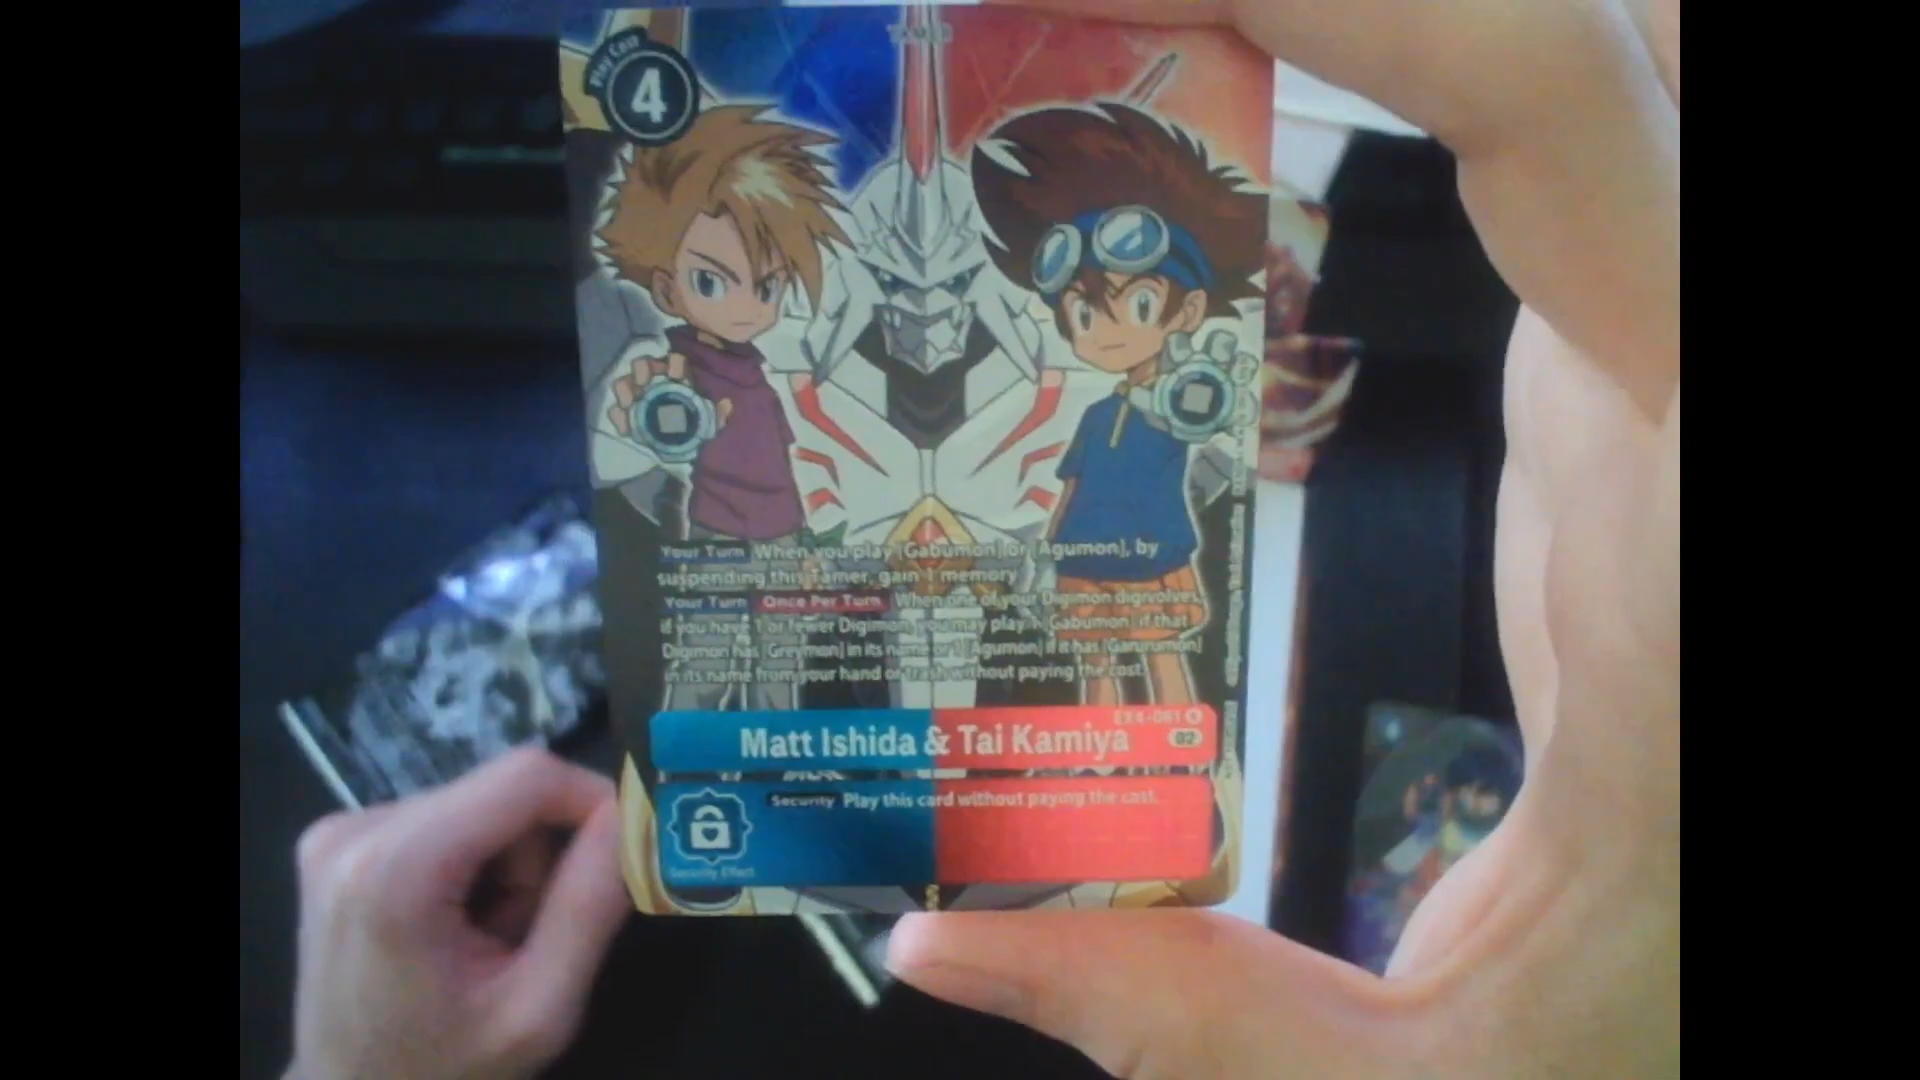 TAMER
Play Cost
4
Your Turn When you play [Gabumon] or [Agumon], by
suspending this Tamer, gain 1 memory
Your Turn Once Per Turn When one of your Digimon digivolves,
if you have 1 or fewer Digimon, you may play 1 [Gabumon] if that
Digimon has [Greymon] in its name or 1 [Agumon] if it has [Garurumon]
in its name from your hand or trash without paying the cost.
EX4-061 R
Matt Ishida & Tai Kamiya
02
Security Play this card without paying the cost.
Security Effect